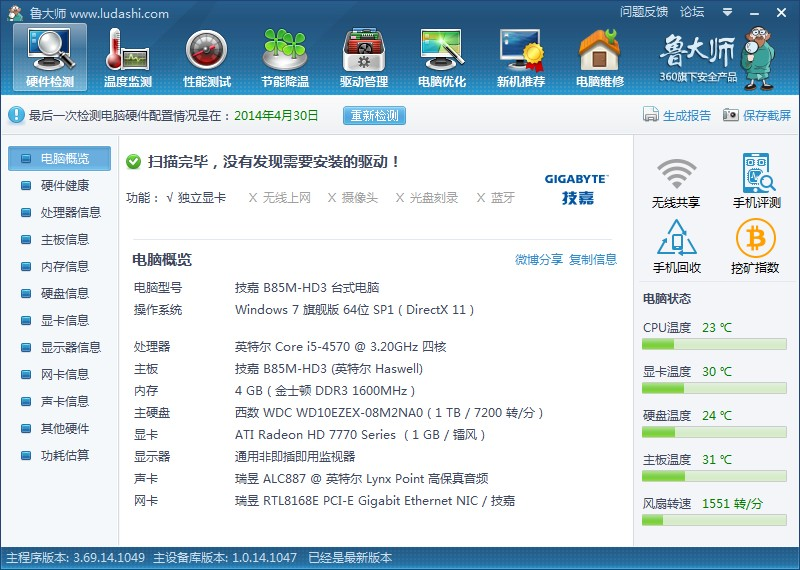 鲁大师 www.ludashi.com
问题反馈 论坛
硬件检测 温度监测 性能测试 节能降温 驱动管理 电脑优化 新机推荐 电脑维修
鲁大师
360旗下安全产品
最后一次检测电脑硬件配置情况是在：2014年4月30日 重新检测
生成报告 保存截屏
电脑概览
硬件健康
处理器信息
主板信息
内存信息
硬盘信息
显卡信息
显示器信息
网卡信息
声卡信息
其他硬件
功耗估算
扫描完毕，没有发现需要安装的驱动！
功能： √ 独立显卡 X 无线上网 X 摄像头 X 光盘刻录 X 蓝牙
GIGABYTE™
技嘉
电脑概览
微博分享 复制信息
电脑型号 技嘉 B85M-HD3 台式电脑
操作系统 Windows 7 旗舰版 64位 SP1 ( DirectX 11 )
处理器 英特尔 Core i5-4570 @ 3.20GHz 四核
主板 技嘉 B85M-HD3 (英特尔 Haswell)
内存 4 GB ( 金士顿 DDR3 1600MHz )
主硬盘 西数 WDC WD10EZEX-08M2NA0 ( 1 TB / 7200 转/分 )
显卡 ATI Radeon HD 7770 Series ( 1 GB / 镭风 )
显示器 通用非即插即用监视器
声卡 瑞昱 ALC887 @ 英特尔 Lynx Point 高保真音频
网卡 瑞昱 RTL8168E PCI-E Gigabit Ethernet NIC / 技嘉
无线共享 手机评测
手机回收 挖矿指数
电脑状态
CPU温度 23 ℃
显卡温度 30 ℃
硬盘温度 24 ℃
主板温度 31 ℃
风扇转速 1551 转/分
主程序版本: 3.69.14.1049 主设备库版本: 1.0.14.1047 已经是最新版本